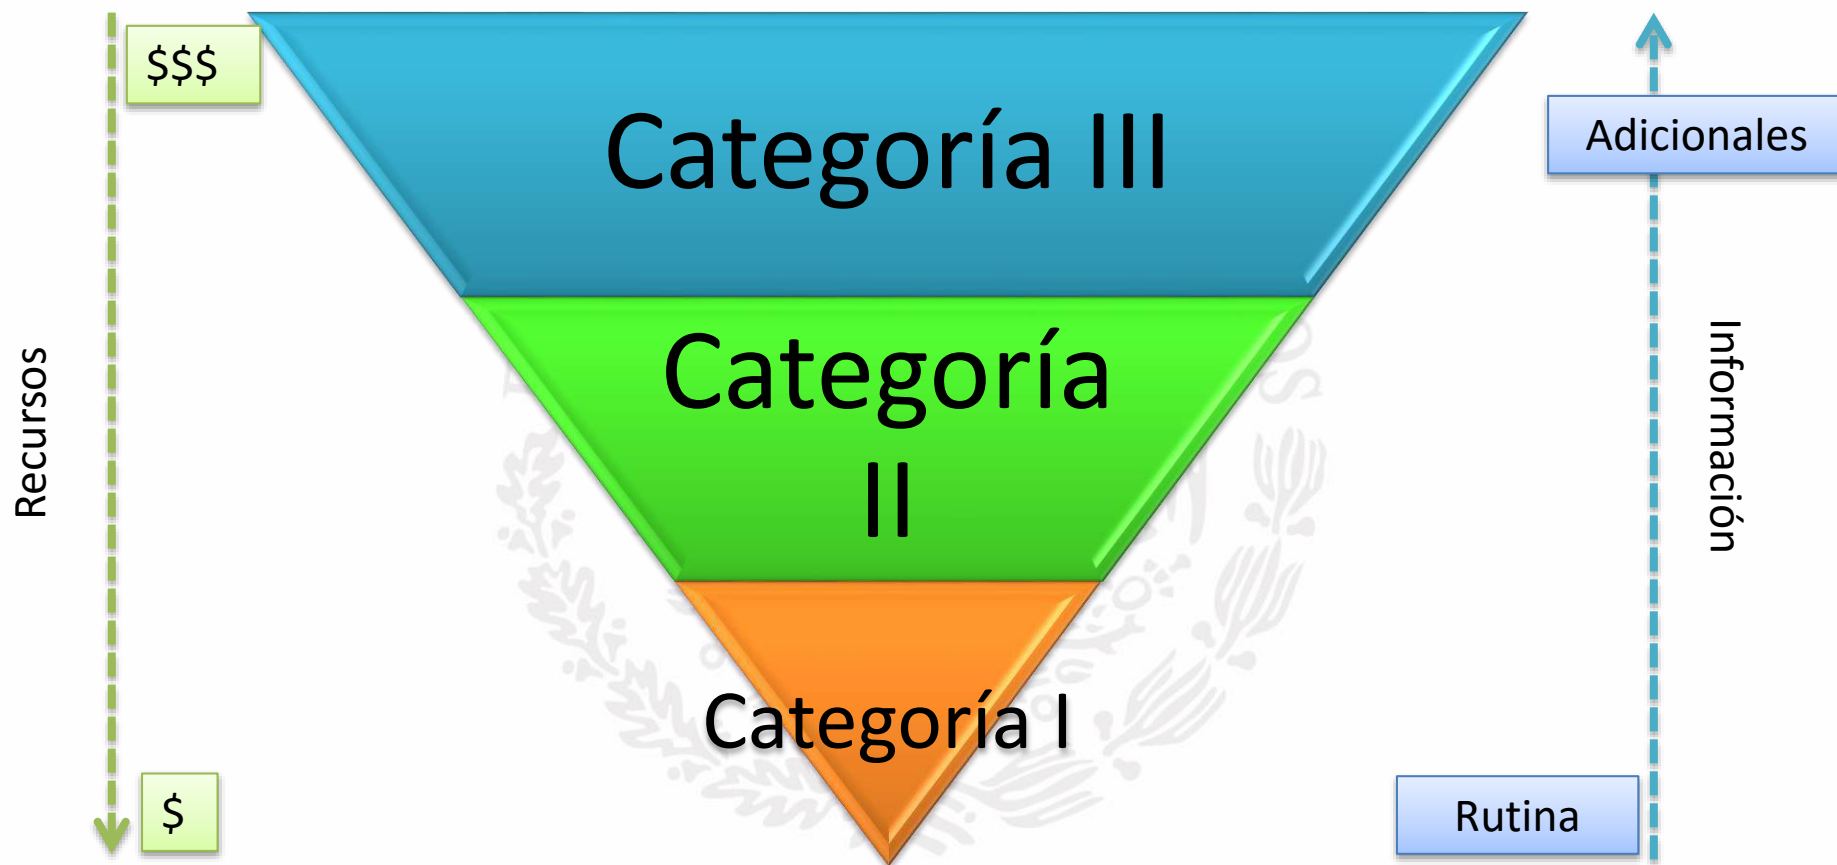 $$$
Categoría III
Adicionales
Recursos
Categoría
II
Información
Categoría I
$
Rutina